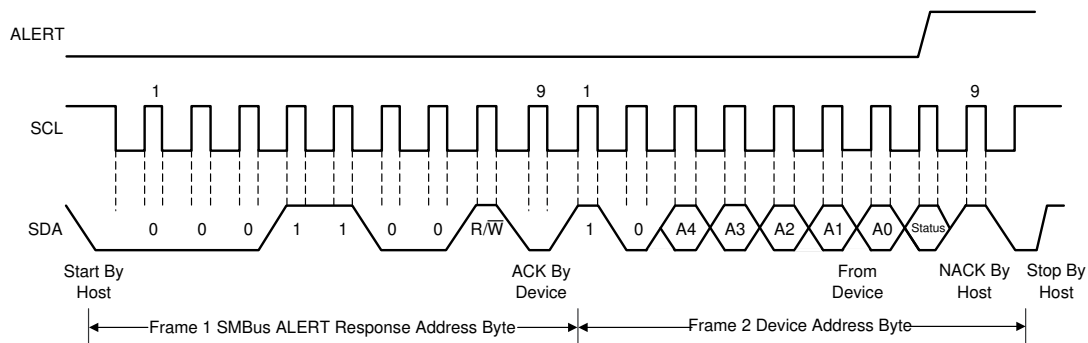 ALERT
1 9 1 9
SCL
SDA
0 0 0 1 1 0 0 R/W̅ 1 0 A4 A3 A2 A1 A0 Status
Start By
Host
ACK By
Device
From
Device
NACK By
Host
Stop By
Host
Frame 1 SMBus ALERT Response Address Byte
Frame 2 Device Address Byte